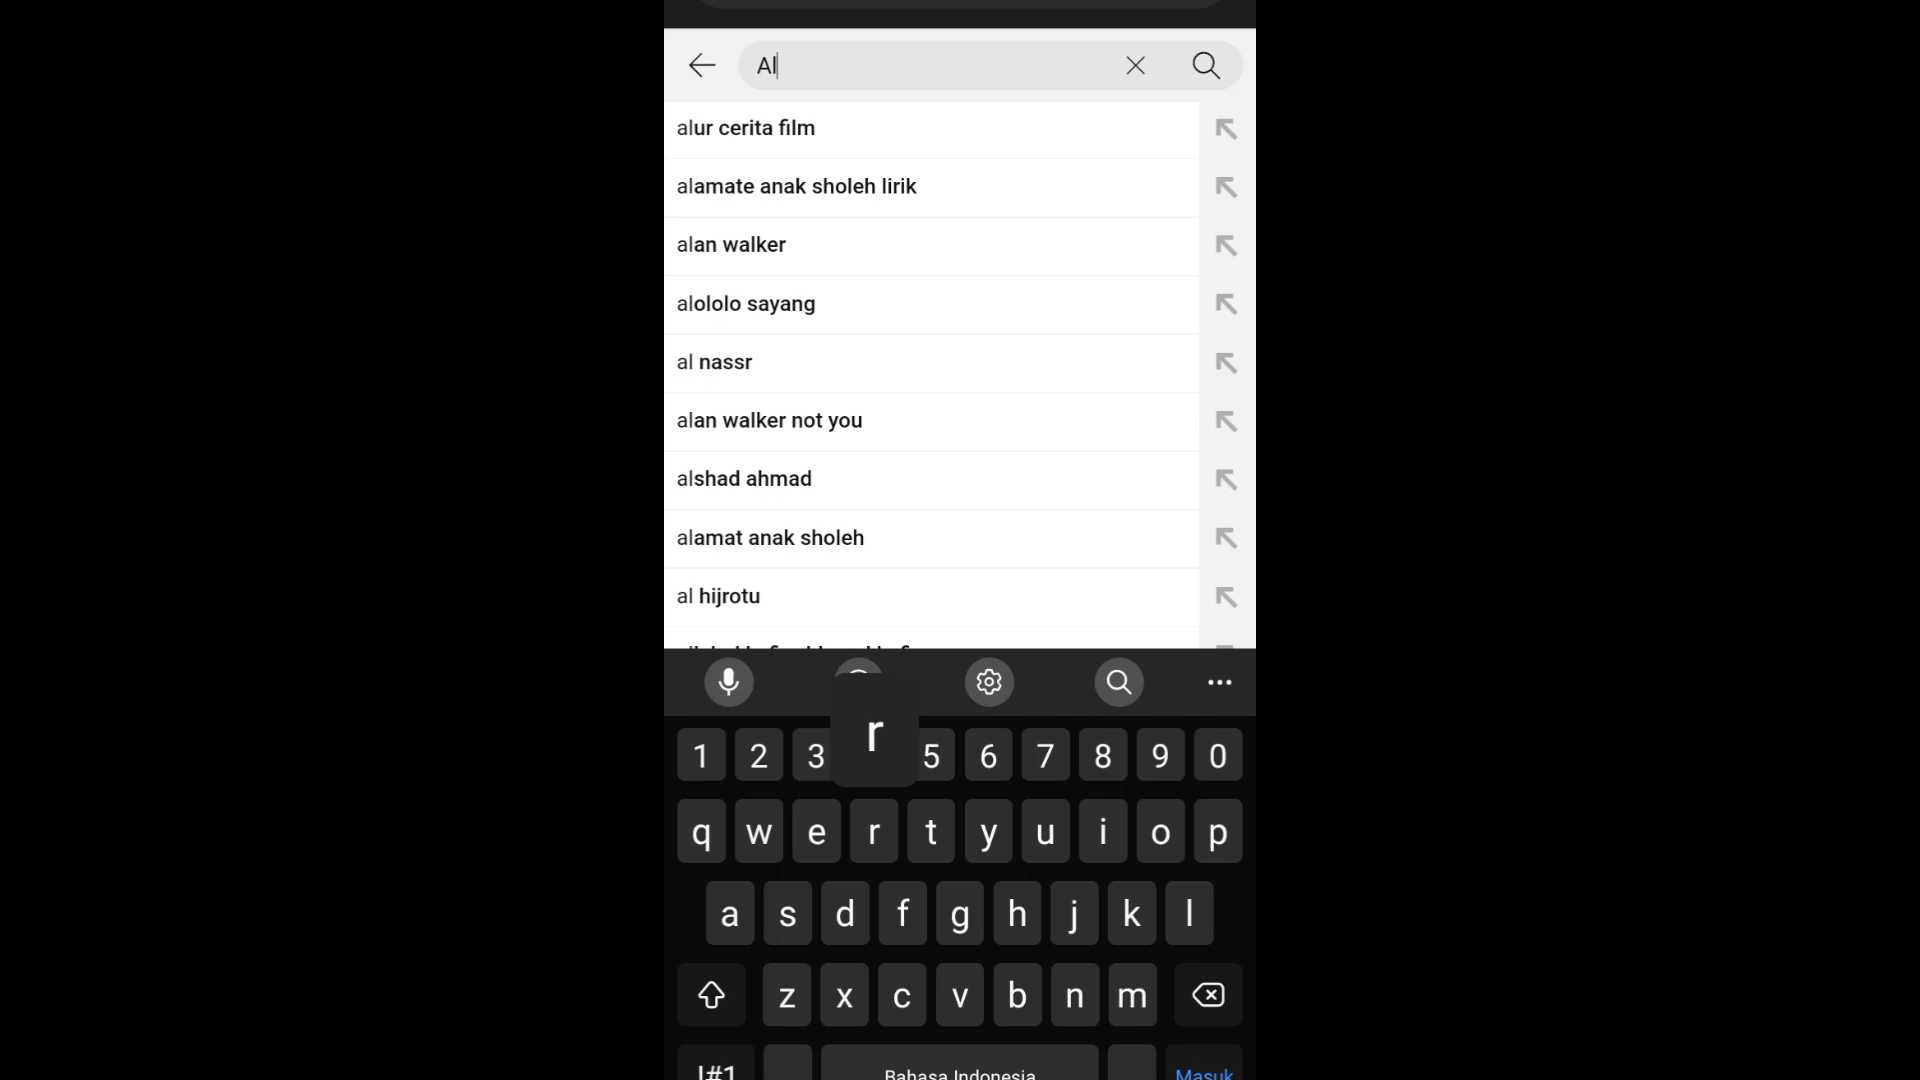 Al
alur cerita film
alamate anak sholeh lirik
alan walker
alololo sayang
al nassr
alan walker not you
alshad ahmad
alamat anak sholeh
al hijrotu
r
1 2 3 5 6 7 8 9 0
q w e r t y u i o p
a s d f g h j k l
z x c v b n m
!#1 Bahasa Indonesia Masuk